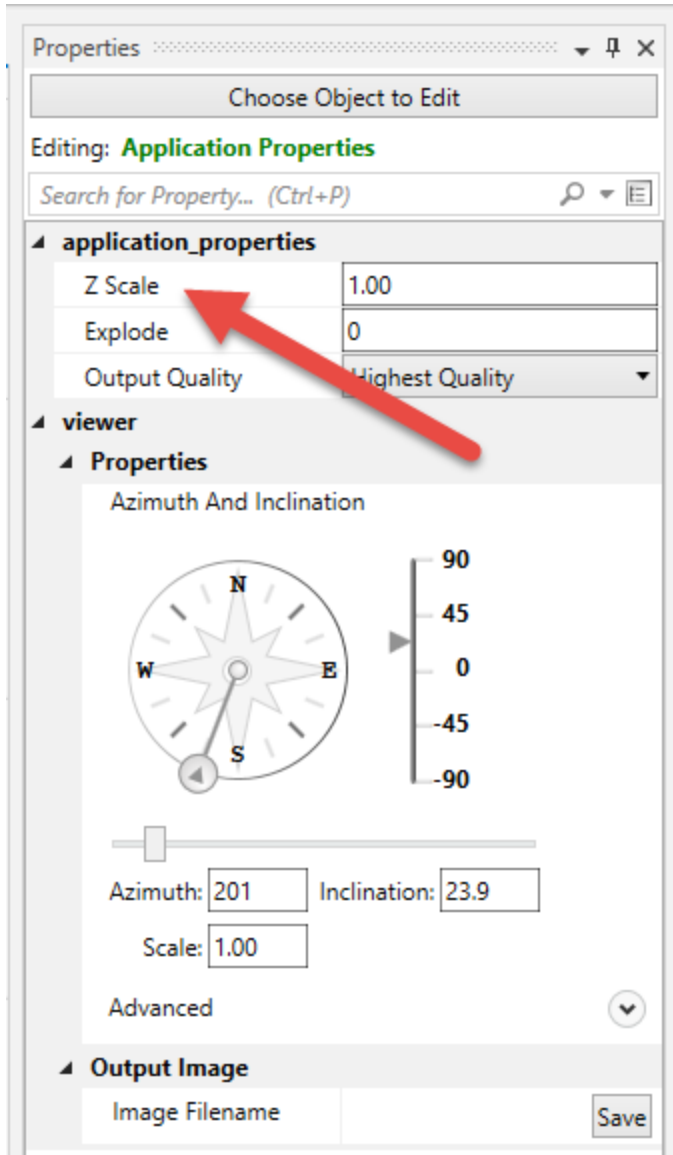 Properties
Choose Object to Edit
Editing: Application Properties
Search for Property... (Ctrl+P)
application_properties
Z Scale 1.00
Explode 0
Output Quality Highest Quality
viewer
Properties
Azimuth And Inclination
N
W E
S
90
45
0
-45
-90
Azimuth: 201 Inclination: 23.9
Scale: 1.00
Advanced
Output Image
Image Filename Save